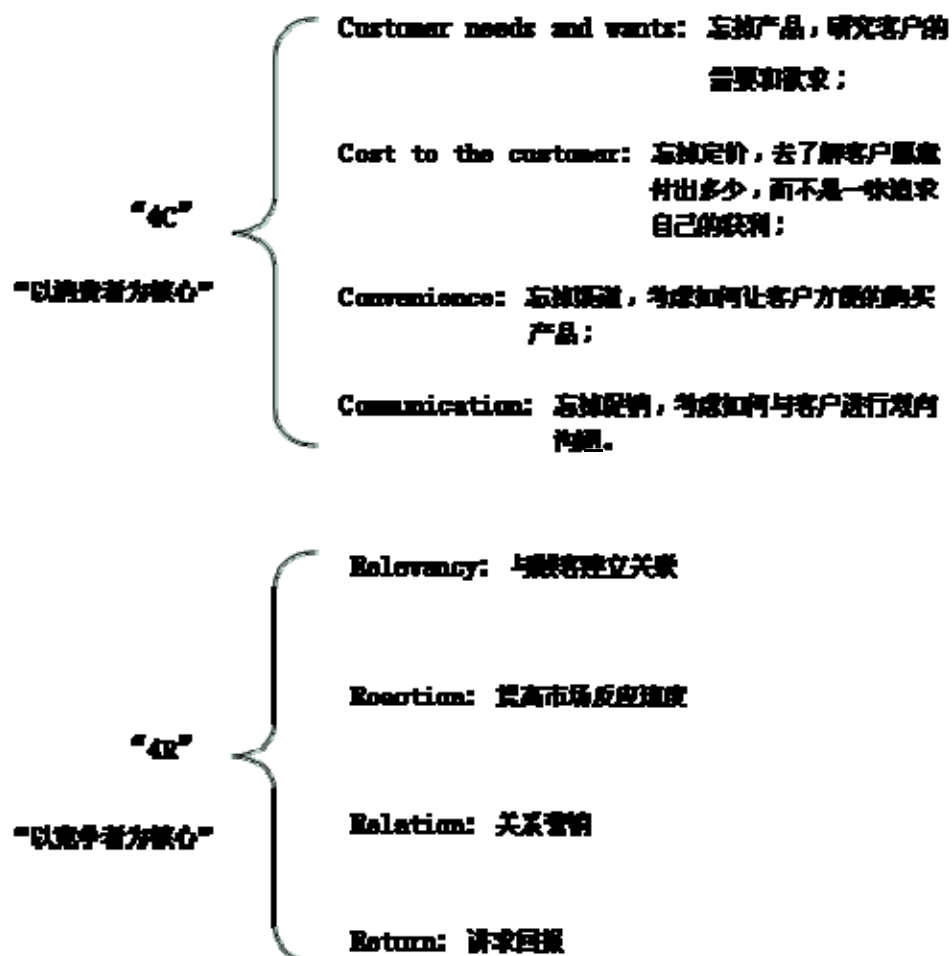 Customer needs and wants: 忘掉产品，研究客户的
需要和欲求；
Cost to the customer: 忘掉定价，去了解客户愿意
付出多少，而不是一味追求
自己的获利；
“4C”
“以消费者为核心”
Convenience: 忘掉渠道，考虑如何让客户方便的购买
产品；
Communication: 忘掉促销，考虑如何与客户进行双向
沟通。
Relevancy: 与顾客建立关联
Reaction: 提高市场反应速度
“4R”
“以竞争者为核心”
Relation: 关系营销
Return: 讲求回报